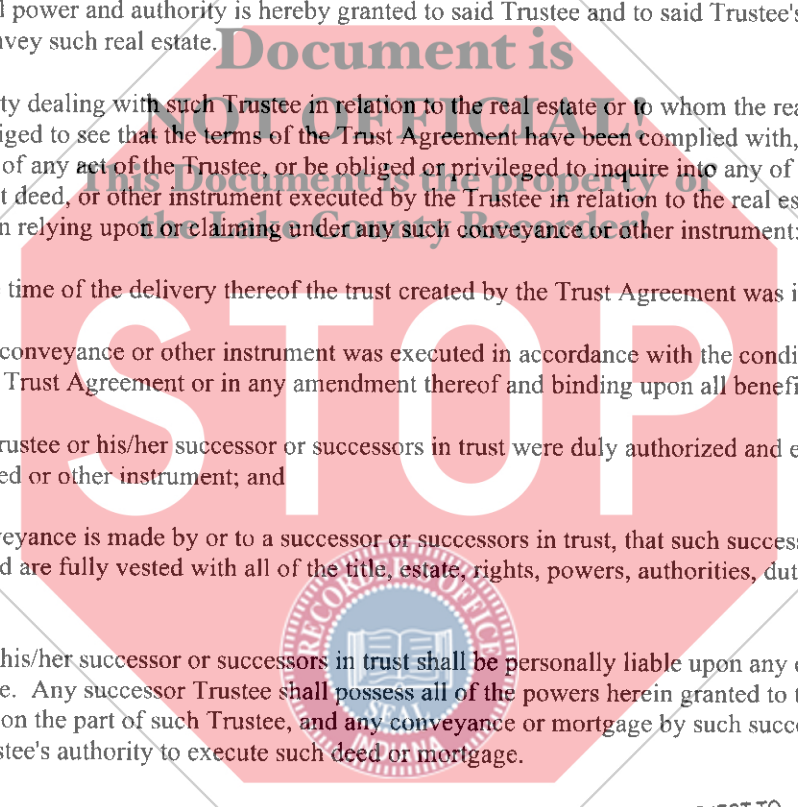 l power and authority is hereby granted to said Trustee and to said Trustee's
nvey such real estate.
Document is
ty dealing with such Trustee in relation to the real estate or to whom the rea
NOT OFFICIAL!
iged to see that the terms of the Trust Agreement have been complied with,
of any act of the Trustee, or be obliged or privileged to inquire into any of
This Document is the property of
t deed, or other instrument executed by the Trustee in relation to the real es
the Lake County Recorder!
n relying upon or claiming under any such conveyance or other instrument:
time of the delivery thereof the trust created by the Trust Agreement was i
STOP
conveyance or other instrument was executed in accordance with the condi
Trust Agreement or in any amendment thereof and binding upon all benefi
rustee or his/her successor or successors in trust were duly authorized and e
ed or other instrument; and
eyance is made by or to a successor or successors in trust, that such success
d are fully vested with all of the title, estate, rights, powers, authorities, dut
RECORDER'S OFFICE
his/her successor or successors in trust shall be personally liable upon any
e. Any successor Trustee shall possess all of the powers herein granted to t
SEAL
on the part of such Trustee, and any conveyance or mortgage by such succe
INDIANA
stee's authority to execute such deed or mortgage.